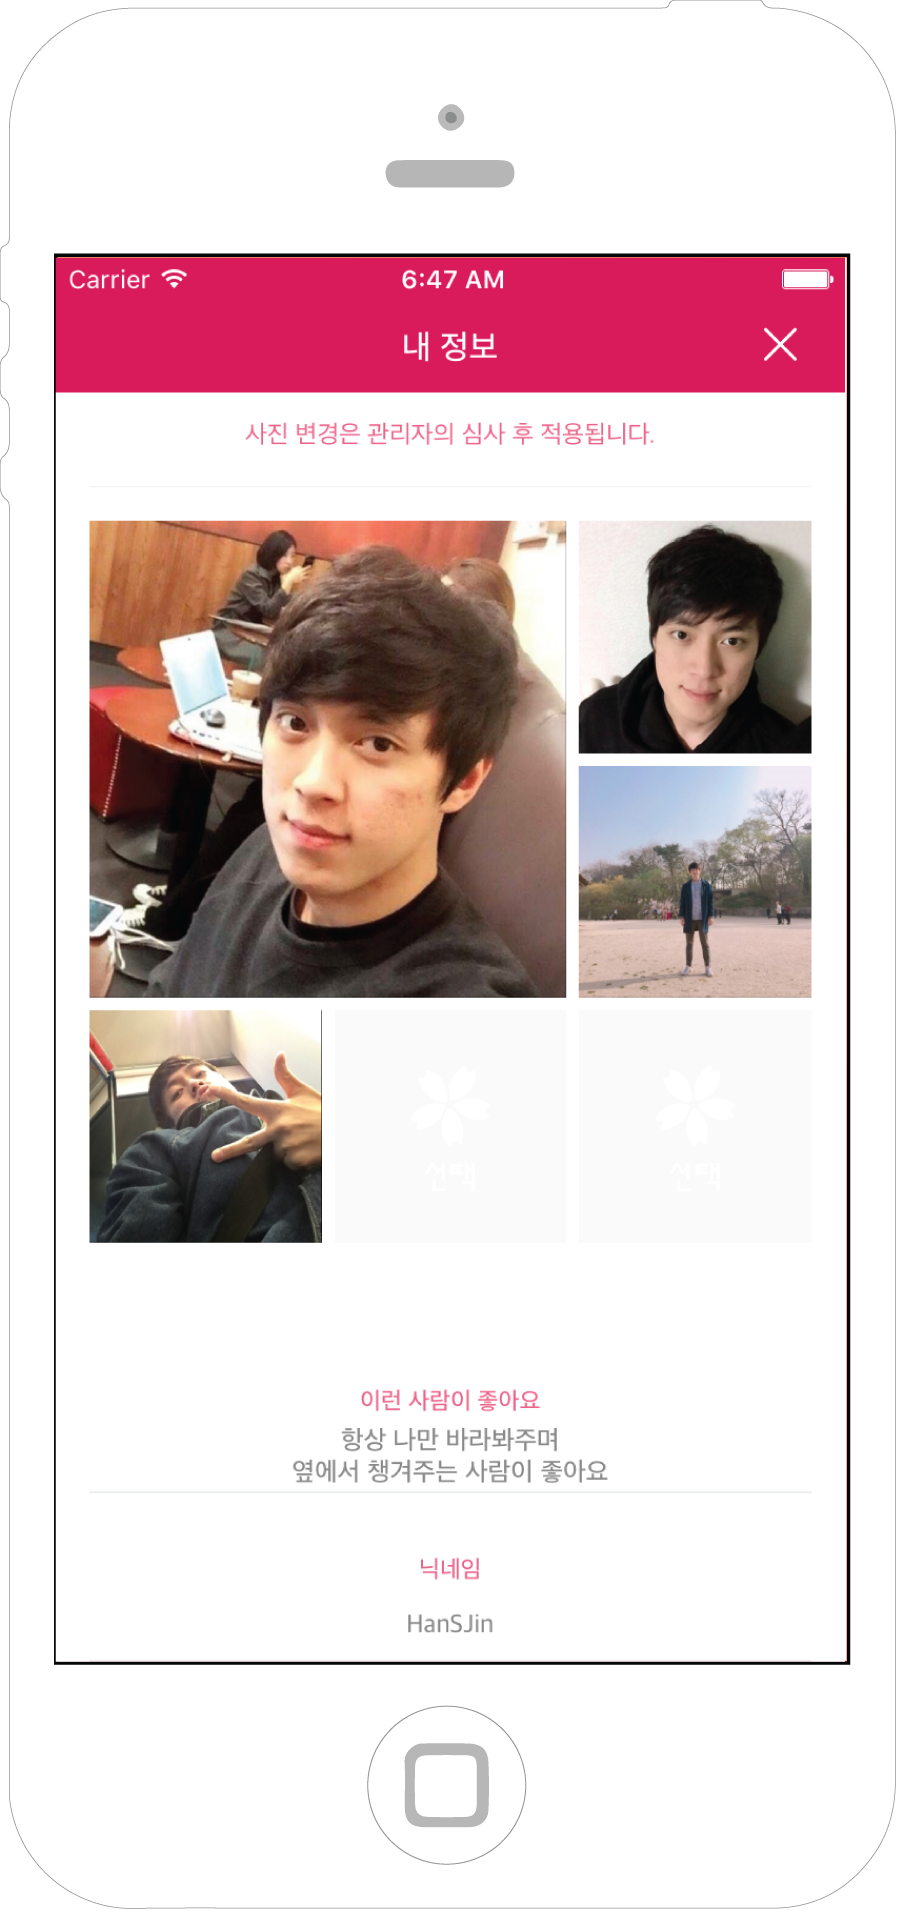 Carrier 6:47 AM
내 정보
사진 변경은 관리자의 심사 후 적용됩니다.
선택 선택
이런 사람이 좋아요
항상 나만 바라봐주며
옆에서 챙겨주는 사람이 좋아요
닉네임
HanSJin